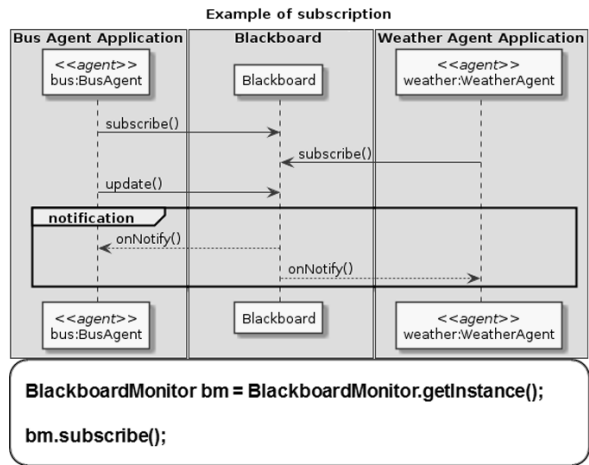 Example of subscription
Bus Agent Application
Blackboard
Weather Agent Application
<<agent>>
bus:BusAgent
Blackboard
<<agent>>
weather:WeatherAgent
subscribe()
subscribe()
update()
notification
onNotify()
onNotify()
<<agent>>
bus:BusAgent
Blackboard
<<agent>>
weather:WeatherAgent
BlackboardMonitor bm = BlackboardMonitor.getInstance();
bm.subscribe();